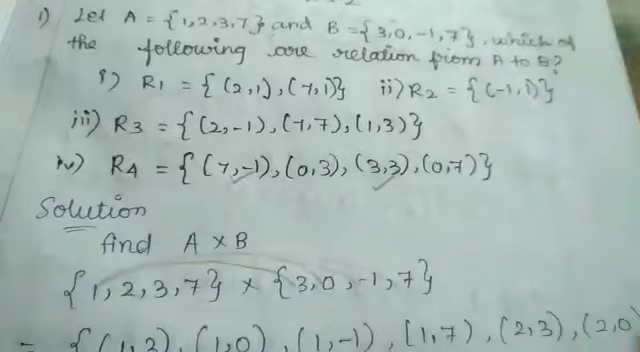 1) Let A = {1,2,3,7} and B = {3,0,-1,7}, which of
the following are relation from A to B?
i) R1 = {(2,1),(7,1)} ii) R2 = {(-1,1)}
iii) R3 = {(2,-1),(7,7),(1,3)}
iv) R4 = {(7,-1),(0,3),(3,3),(0,7)}
Solution
find A × B
{1,2,3,7} × {3,0,-1,7}
= {(1,3),(1,0),(1,-1),(1,7),(2,3),(2,0